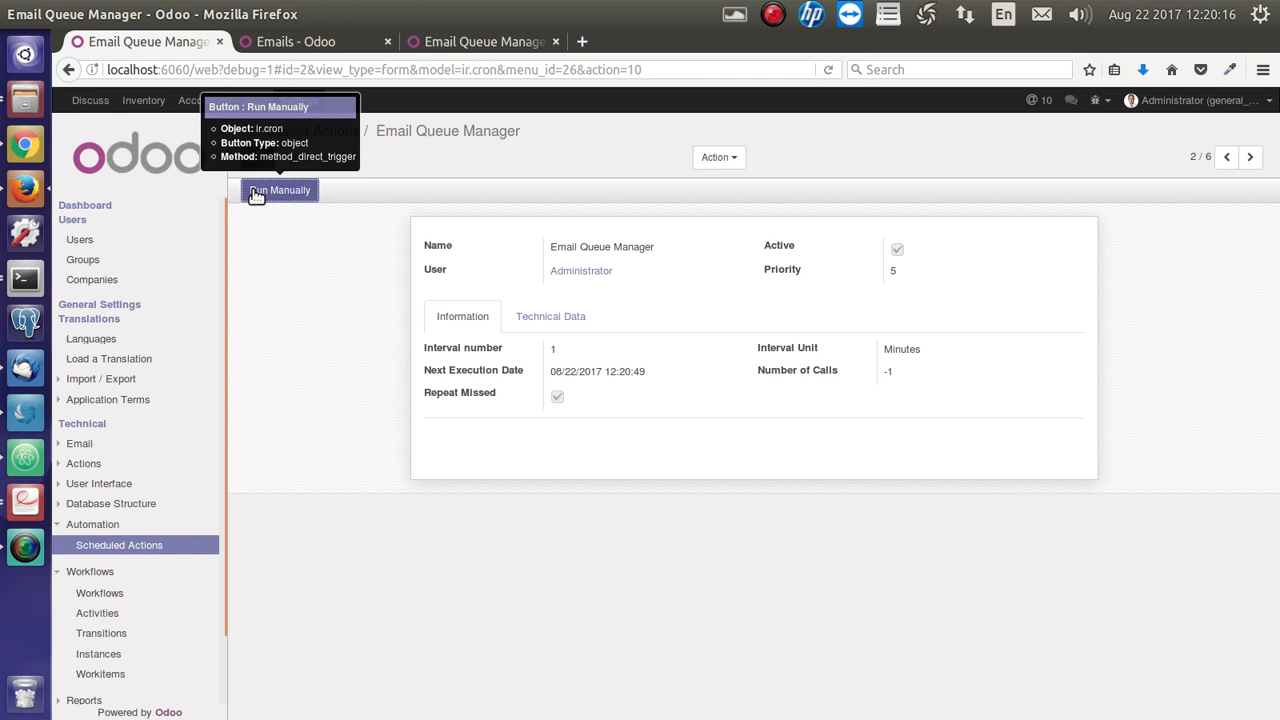 Email Queue Manager - Odoo - Mozilla Firefox
En
Aug 22 2017 12:20:16
Email Queue Manage
Emails - Odoo
Email Queue Manage
localhost:6060/web?debug=1#id=2&view_type=form&model=ir.cron&menu_id=26&action=10
Search
Discuss
Inventory
@ 10
Administrator (general_...
Button : Run Manually
Object: ir.cron
Button Type: object
Method: method_direct_trigger
/ Email Queue Manager
odoo
Action
2 / 6
Run Manually
Dashboard
Users
Users
Groups
Companies
General Settings
Translations
Languages
Load a Translation
Import / Export
Application Terms
Technical
Email
Actions
User Interface
Database Structure
Automation
Scheduled Actions
Workflows
Workflows
Activities
Transitions
Instances
Workitems
Reports
Powered by Odoo
Name
Email Queue Manager
Active
User
Administrator
Priority
5
Information
Technical Data
Interval number
1
Interval Unit
Minutes
Next Execution Date
08/22/2017 12:20:49
Number of Calls
-1
Repeat Missed